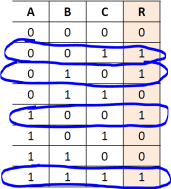 A B C R
0 0 0 0
0 0 1 1
0 1 0 1
0 1 1 0
1 0 0 1
1 0 1 0
1 1 0 0
1 1 1 1